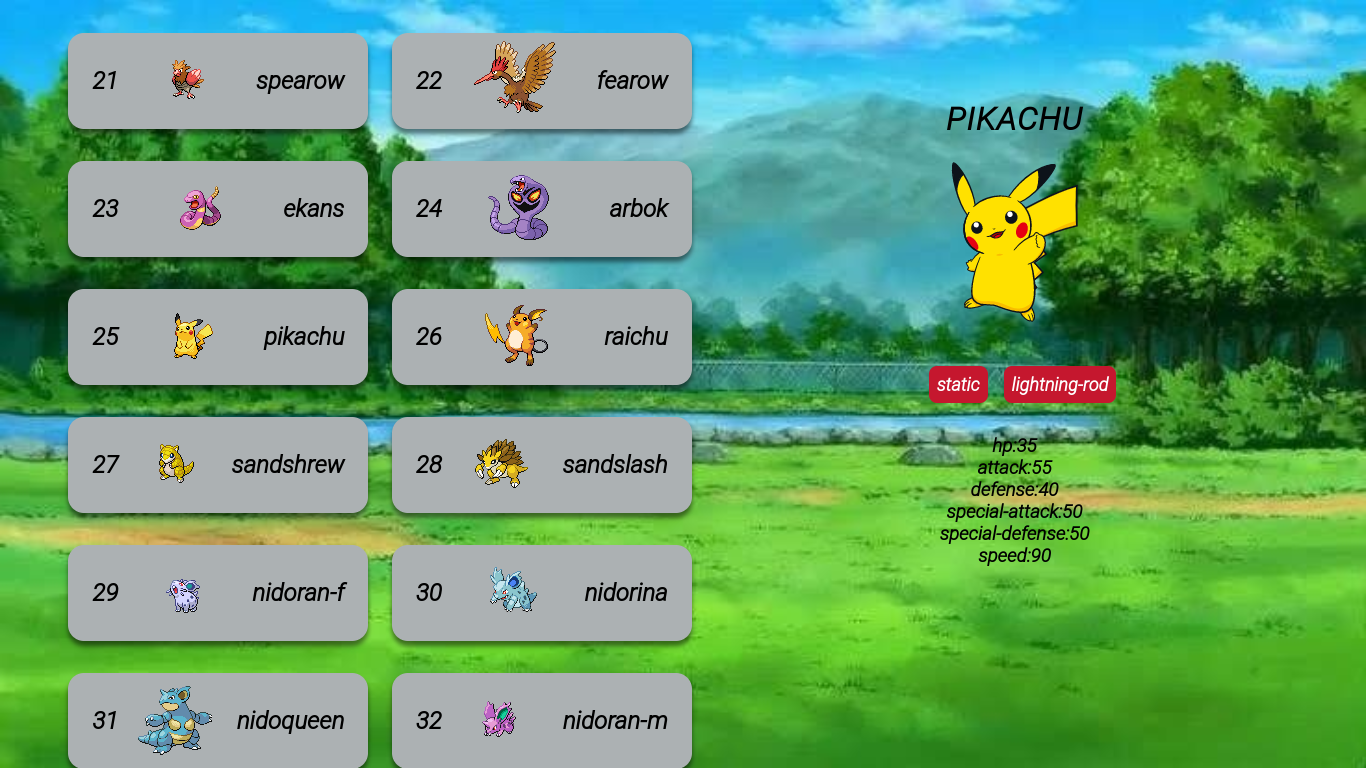 21 spearow
22 fearow
23 ekans
24 arbok
25 pikachu
26 raichu
27 sandshrew
28 sandslash
29 nidoran-f
30 nidorina
31 nidoqueen
32 nidoran-m
PIKACHU
static lightning-rod
hp:35
attack:55
defense:40
special-attack:50
special-defense:50
speed:90